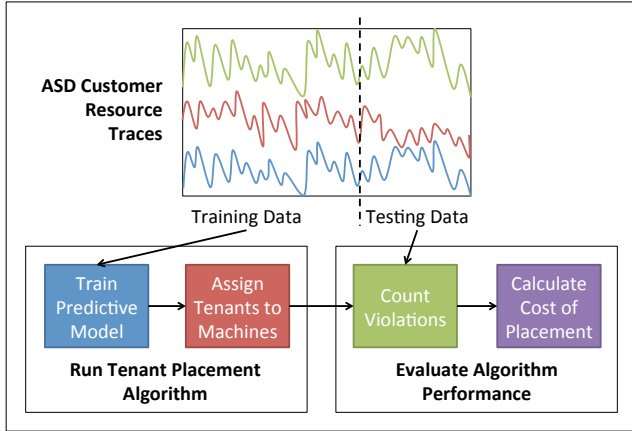 ASD Customer
Resource
Traces
Training Data
Testing Data
Train
Predictive
Model
Assign
Tenants to
Machines
Count
Violations
Calculate
Cost of
Placement
Run Tenant Placement
Algorithm
Evaluate Algorithm
Performance